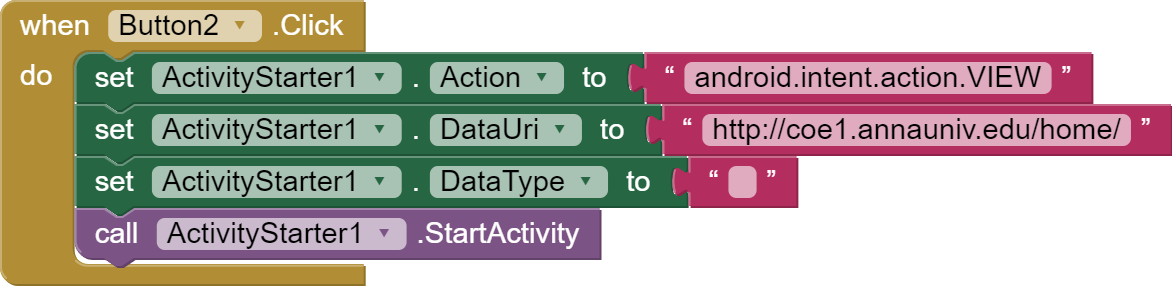 when Button2 .Click
do set ActivityStarter1 . Action to “ android.intent.action.VIEW ”
set ActivityStarter1 . DataUri to “ http://coe1.annauniv.edu/home/ ”
set ActivityStarter1 . DataType to “ ”
call ActivityStarter1 .StartActivity